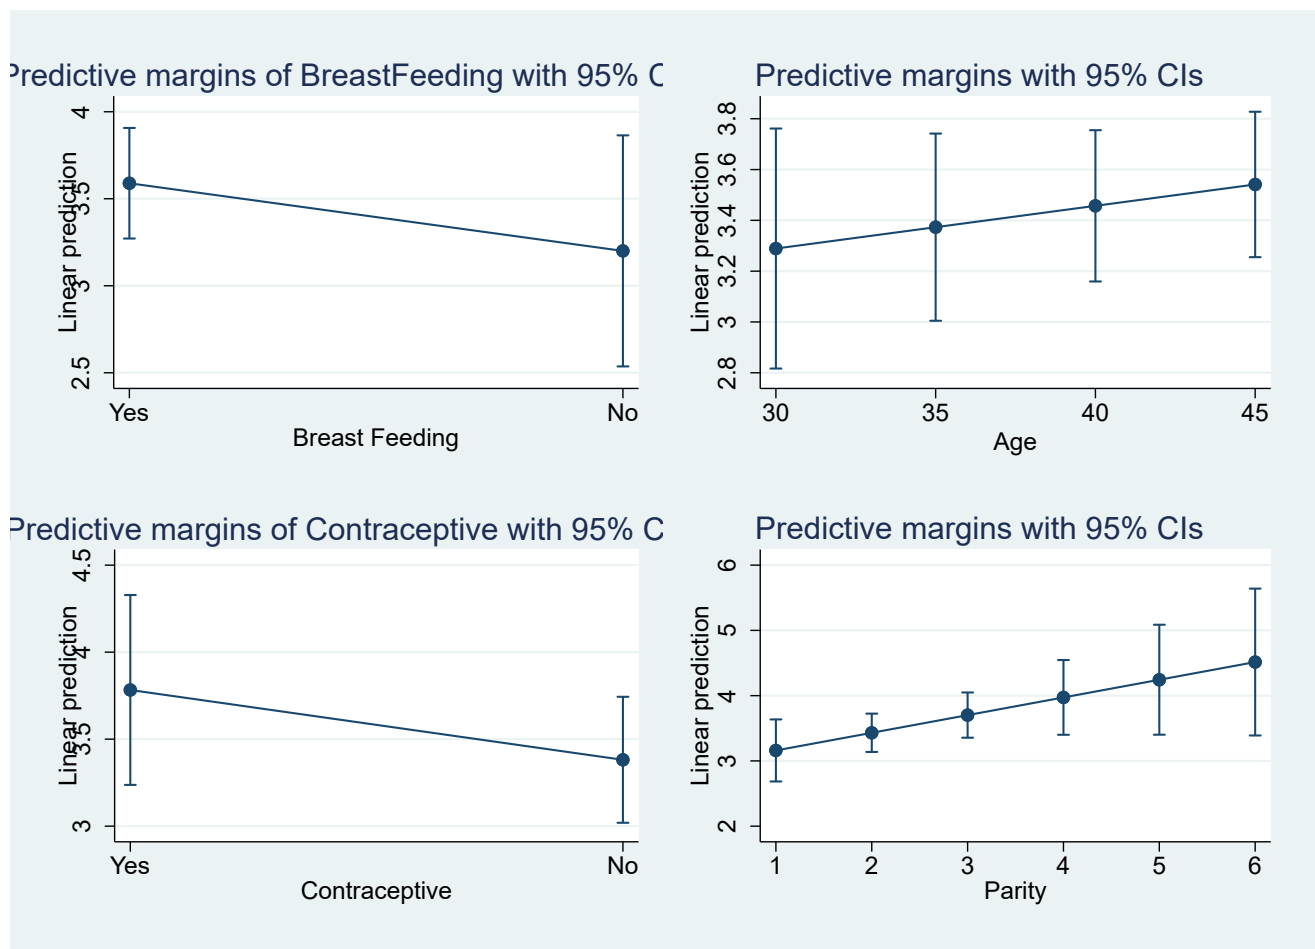 Predictive margins of BreastFeeding with 95% C
Linear prediction
4
3.5
3
2.5
Yes
No
Breast Feeding
Predictive margins with 95% CIs
Linear prediction
3.8
3.6
3.4
3.2
3
2.8
30
35
40
45
Age
Predictive margins of Contraceptive with 95% C
Linear prediction
4.5
4
3.5
3
Yes
No
Contraceptive
Predictive margins with 95% CIs
Linear prediction
6
5
4
3
2
1
2
3
4
5
6
Parity